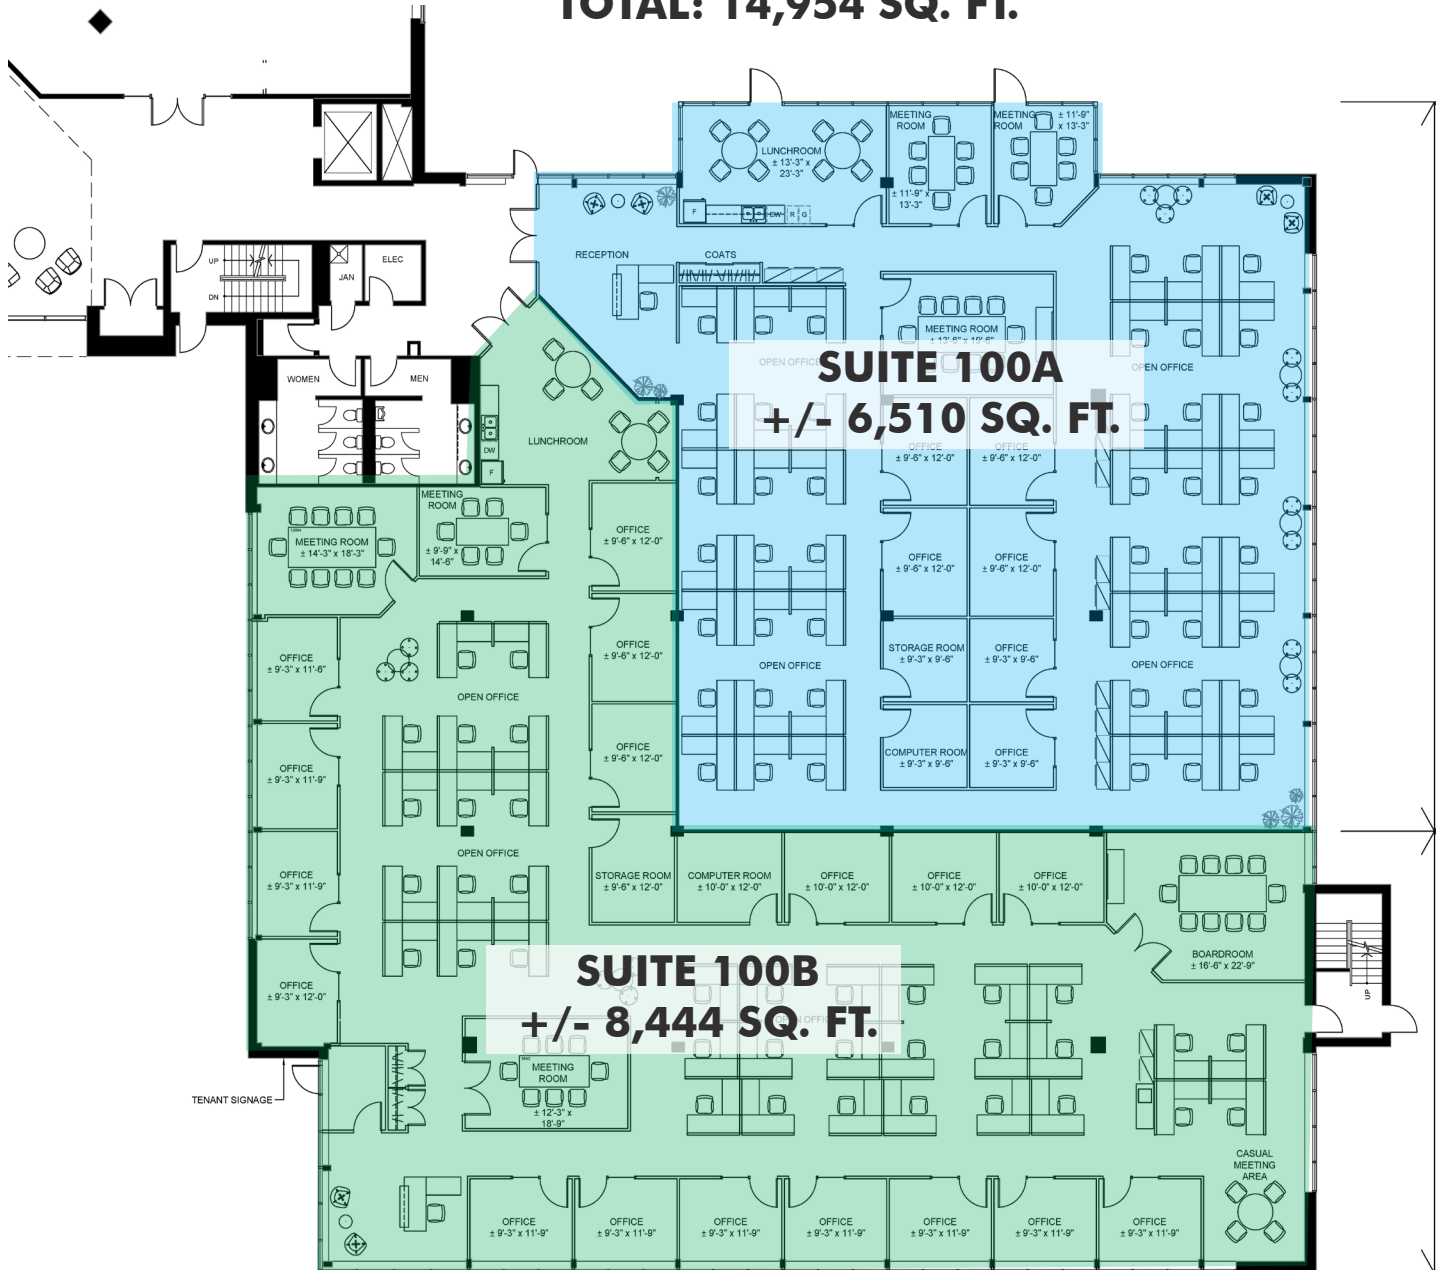 TOTAL: 14,954 SQ. FT.
MEETING
ROOM
± 11'-9" x
13'-3"
MEETING
ROOM
± 11'-9"
x 13'-3"
LUNCHROOM
± 13'-3" x
23'-3"
F
DW
R
G
RECEPTION
COATS
UP
DN
JAN
ELEC
MEETING ROOM
± 13'-6" x 19'-6"
OPEN OFFICE
OPEN OFFICE
SUITE 100A
+/- 6,510 SQ. FT.
WOMEN
MEN
LUNCHROOM
DW
F
OFFICE
± 9'-6" x 12'-0"
OFFICE
± 9'-6" x 12'-0"
MEETING
ROOM
± 9'-9" x
14'-6"
MEETING ROOM
± 14'-3" x 18'-3"
OFFICE
± 9'-6" x 12'-0"
OFFICE
± 9'-6" x 12'-0"
OFFICE
± 9'-6" x 12'-0"
OFFICE
± 9'-3" x 11'-6"
OFFICE
± 9'-6" x 12'-0"
STORAGE ROOM
± 9'-3" x 9'-6"
OFFICE
± 9'-3" x 9'-6"
OPEN OFFICE
OPEN OFFICE
OPEN OFFICE
OFFICE
± 9'-3" x 11'-9"
OFFICE
± 9'-6" x 12'-0"
COMPUTER ROOM
± 9'-3" x 9'-6"
OFFICE
± 9'-3" x 9'-6"
OPEN OFFICE
OFFICE
± 9'-3" x 11'-9"
STORAGE ROOM
± 9'-6" x 12'-0"
COMPUTER ROOM
± 10'-0" x 12'-0"
OFFICE
± 10'-0" x 12'-0"
OFFICE
± 10'-0" x 12'-0"
OFFICE
± 10'-0" x 12'-0"
BOARDROOM
± 16'-6" x 22'-9"
OFFICE
± 9'-3" x 12'-0"
SUITE 100B
+/- 8,444 SQ. FT.
OPEN OFFICE
UP
MEETING
ROOM
± 12'-3" x
18'-9"
TENANT SIGNAGE
CASUAL
MEETING
AREA
OFFICE
± 9'-3" x 11'-9"
OFFICE
± 9'-3" x 11'-9"
OFFICE
± 9'-3" x 11'-9"
OFFICE
± 9'-3" x 11'-9"
OFFICE
± 9'-3" x 11'-9"
OFFICE
± 9'-3" x 11'-9"
OFFICE
± 9'-3" x 11'-9"